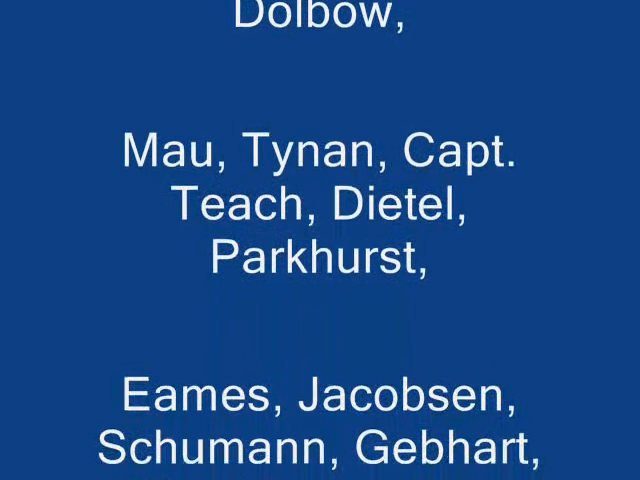 Dolbow,
Mau, Tynan, Capt.
Teach, Dietel,
Parkhurst,
Eames, Jacobsen,
Schumann, Gebhart,